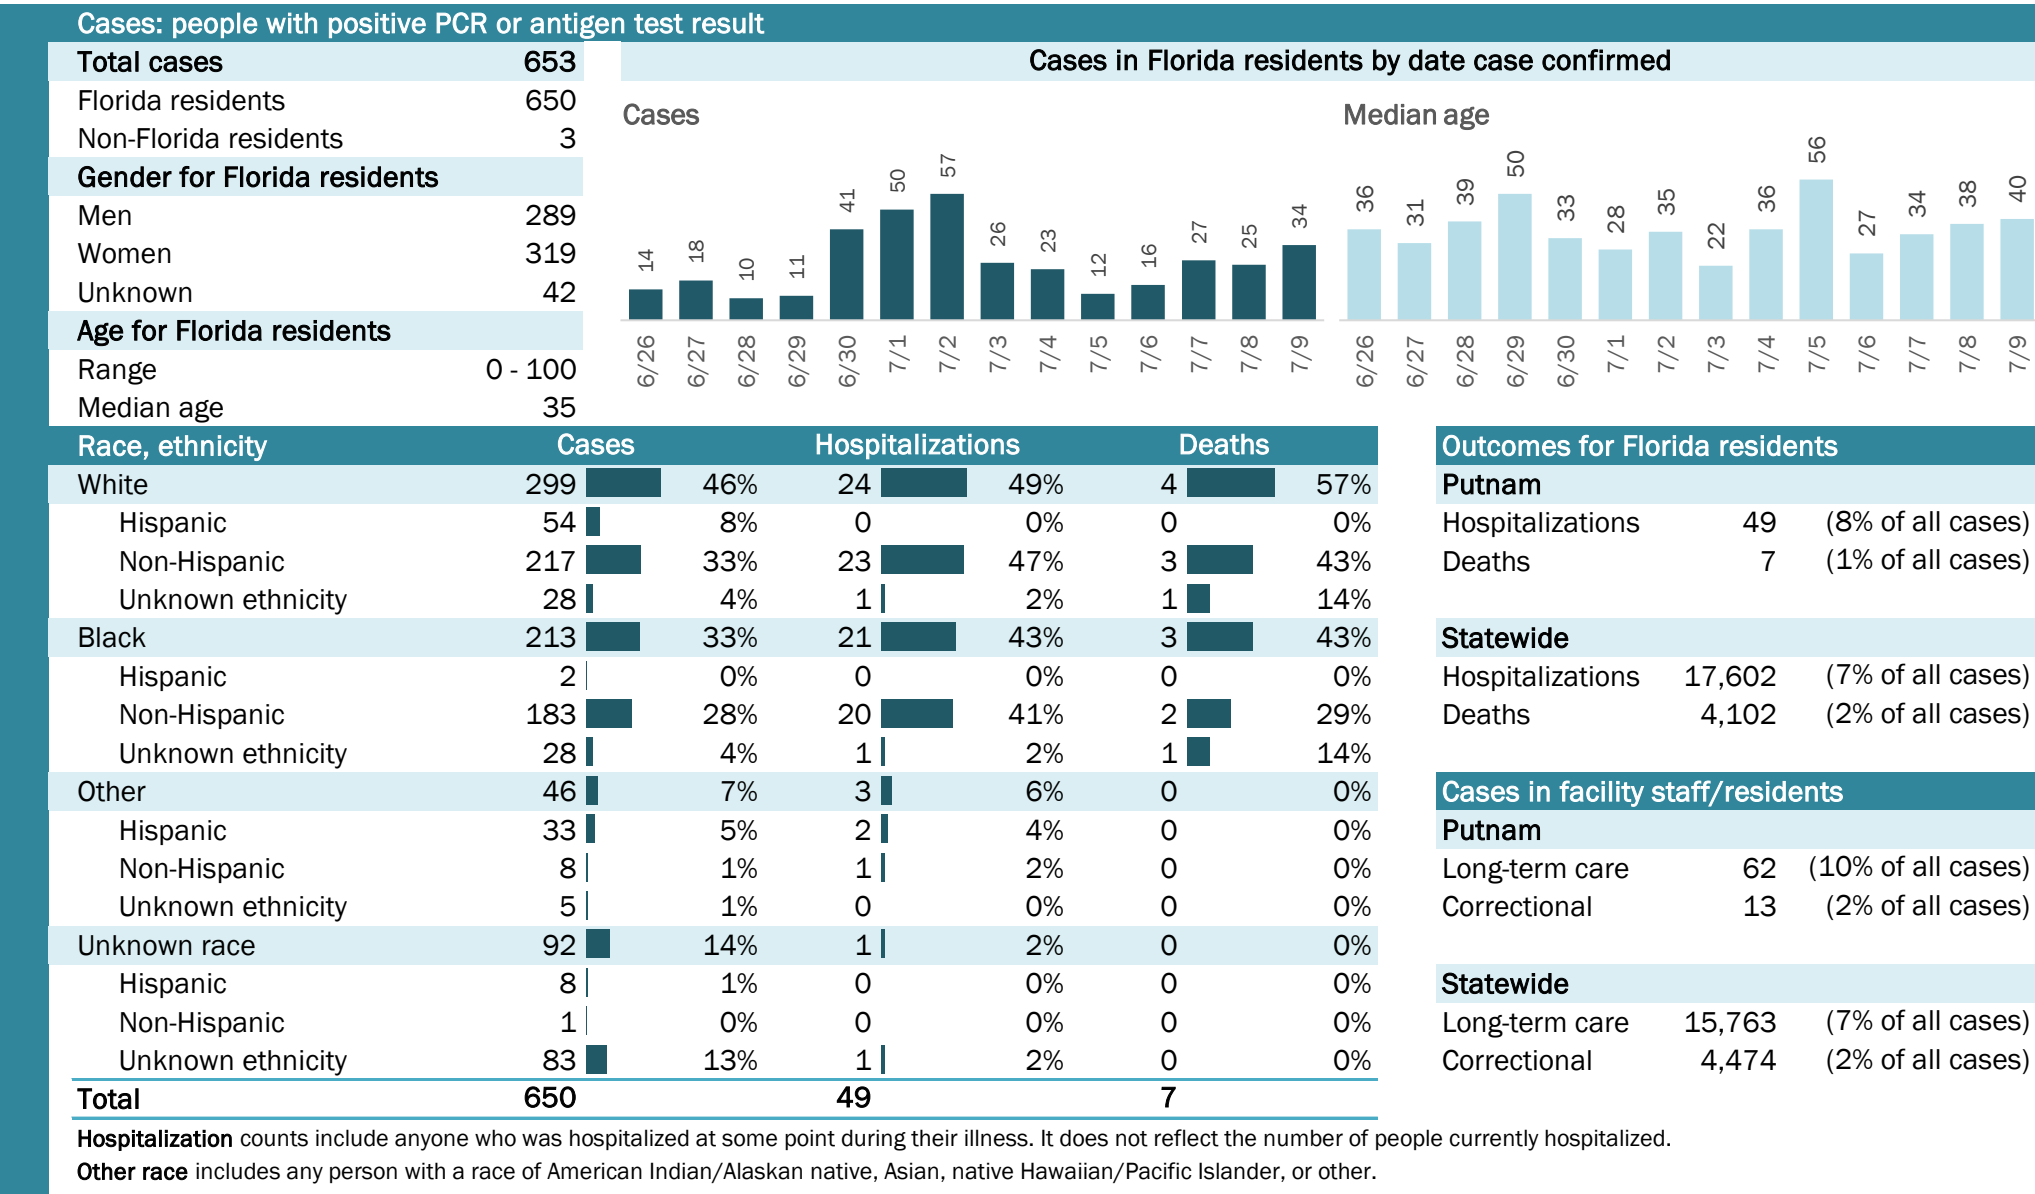 Cases: people with positive PCR or antigen test result
Total cases 653
Florida residents 650
Non-Florida residents 3
Gender for Florida residents
Men 289
Women 319
Unknown 42
Age for Florida residents
Range 0 - 100
Median age 35
Cases in Florida residents by date case confirmed
Cases
14 18 10 11 41 50 57 26 23 12 16 27 25 34
6/26 6/27 6/28 6/29 6/30 7/1 7/2 7/3 7/4 7/5 7/6 7/7 7/8 7/9
Median age
36 31 39 50 33 28 35 22 36 56 27 34 38 40
6/26 6/27 6/28 6/29 6/30 7/1 7/2 7/3 7/4 7/5 7/6 7/7 7/8 7/9
Race, ethnicity Cases Hospitalizations Deaths
White 299 46% 24 49% 4 57%
Hispanic 54 8% 0 0% 0 0%
Non-Hispanic 217 33% 23 47% 3 43%
Unknown ethnicity 28 4% 1 2% 1 14%
Black 213 33% 21 43% 3 43%
Hispanic 2 0% 0 0% 0 0%
Non-Hispanic 183 28% 20 41% 2 29%
Unknown ethnicity 28 4% 1 2% 1 14%
Other 46 7% 3 6% 0 0%
Hispanic 33 5% 2 4% 0 0%
Non-Hispanic 8 1% 1 2% 0 0%
Unknown ethnicity 5 1% 0 0% 0 0%
Unknown race 92 14% 1 2% 0 0%
Hispanic 8 1% 0 0% 0 0%
Non-Hispanic 1 0% 0 0% 0 0%
Unknown ethnicity 83 13% 1 2% 0 0%
Total 650 49 7
Outcomes for Florida residents
Putnam
Hospitalizations 49 (8% of all cases)
Deaths 7 (1% of all cases)
Statewide
Hospitalizations 17,602 (7% of all cases)
Deaths 4,102 (2% of all cases)
Cases in facility staff/residents
Putnam
Long-term care 62 (10% of all cases)
Correctional 13 (2% of all cases)
Statewide
Long-term care 15,763 (7% of all cases)
Correctional 4,474 (2% of all cases)
Hospitalization counts include anyone who was hospitalized at some point during their illness. It does not reflect the number of people currently hospitalized.
Other race includes any person with a race of American Indian/Alaskan native, Asian, native Hawaiian/Pacific Islander, or other.